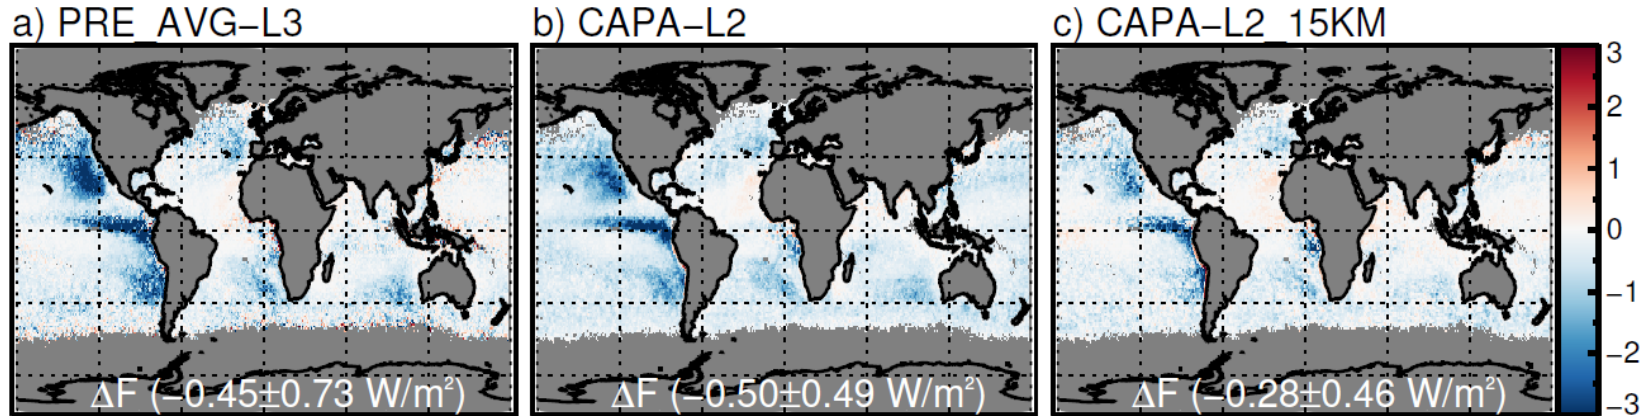 a) PRE_AVG−L3
b) CAPA−L2
c) CAPA−L2_15KM
3
2
1
0
−1
−2
−3
ΔF (−0.45±0.73 W/m²)
ΔF (−0.50±0.49 W/m²)
ΔF (−0.28±0.46 W/m²)